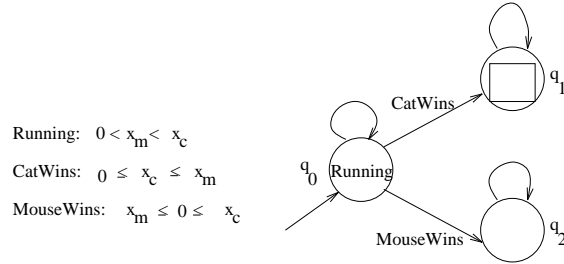 Running: 0 < x_m < x_c
CatWins: 0 ≤ x_c ≤ x_m
MouseWins: x_m ≤ 0 ≤ x_c
q_0
Running
CatWins
MouseWins
q_1
q_2